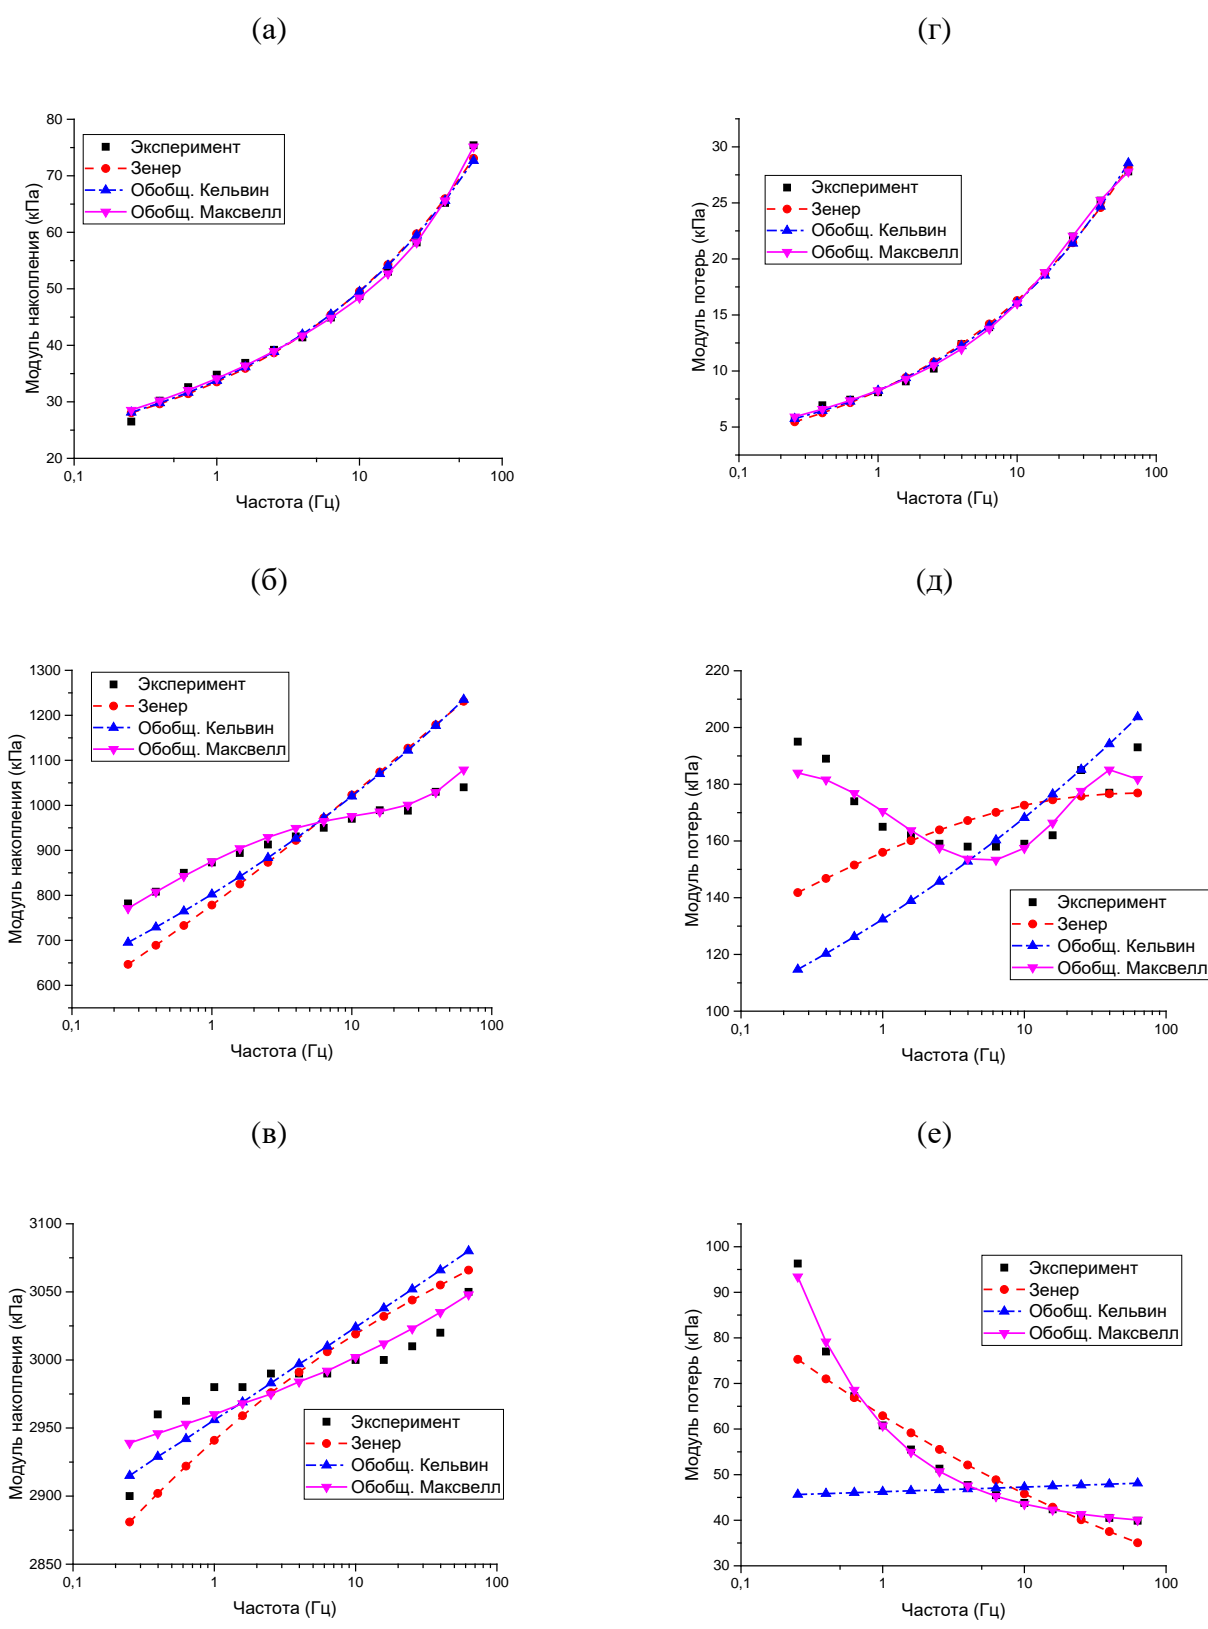 (а)
80
70
60
50
40
30
20
0,1
1
10
100
Модуль накопления (кПа)
Частота (Гц)
Эксперимент
Зенер
Обобщ. Кельвин
Обобщ. Максвелл
(г)
30
25
20
15
10
5
0,1
1
10
100
Модуль потерь (кПа)
Частота (Гц)
Эксперимент
Зенер
Обобщ. Кельвин
Обобщ. Максвелл
(б)
1300
1200
1100
1000
900
800
700
600
0,1
1
10
100
Модуль накопления (кПа)
Частота (Гц)
Эксперимент
Зенер
Обобщ. Кельвин
Обобщ. Максвелл
(д)
220
200
180
160
140
120
100
0,1
1
10
100
Модуль потерь (кПа)
Частота (Гц)
Эксперимент
Зенер
Обобщ. Кельвин
Обобщ. Максвелл
(в)
3100
3050
3000
2950
2900
2850
0,1
1
10
100
Модуль накопления (кПа)
Частота (Гц)
Эксперимент
Зенер
Обобщ. Кельвин
Обобщ. Максвелл
(е)
100
90
80
70
60
50
40
30
0,1
1
10
100
Модуль потерь (кПа)
Частота (Гц)
Эксперимент
Зенер
Обобщ. Кельвин
Обобщ. Максвелл